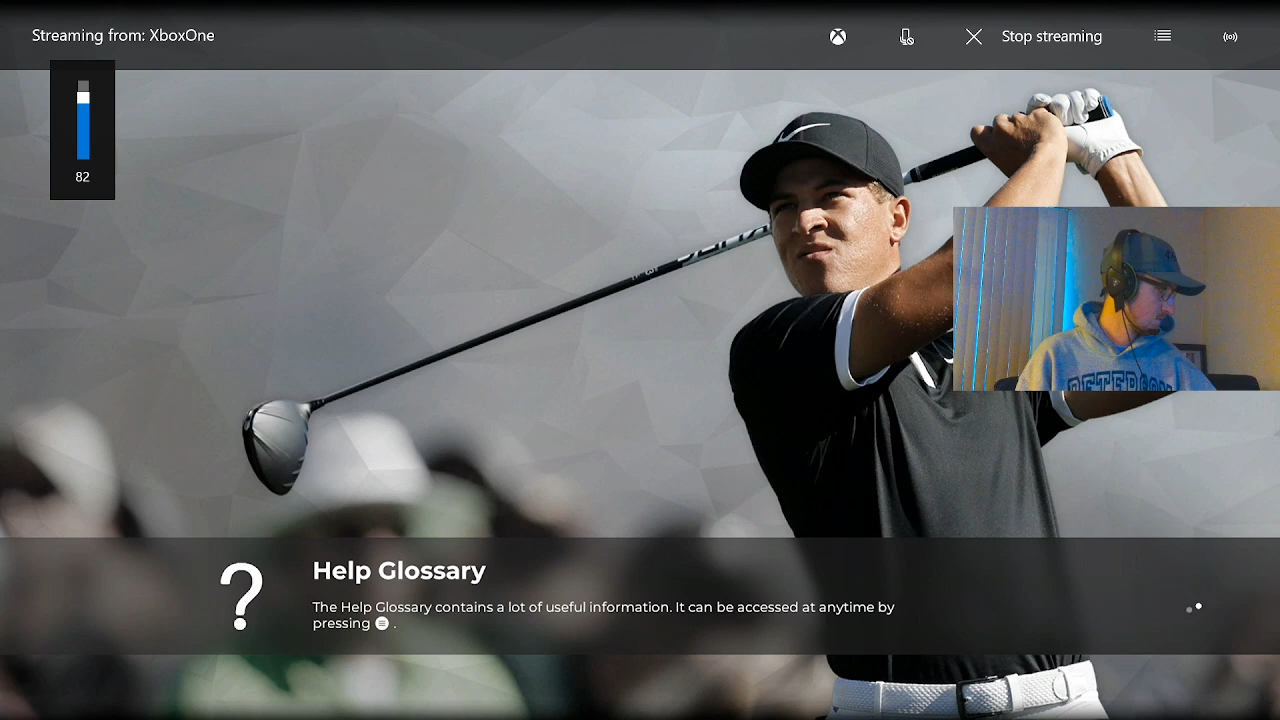 Streaming from: XboxOne
Stop streaming
82
Help Glossary
The Help Glossary contains a lot of useful information. It can be accessed at anytime by
pressing .